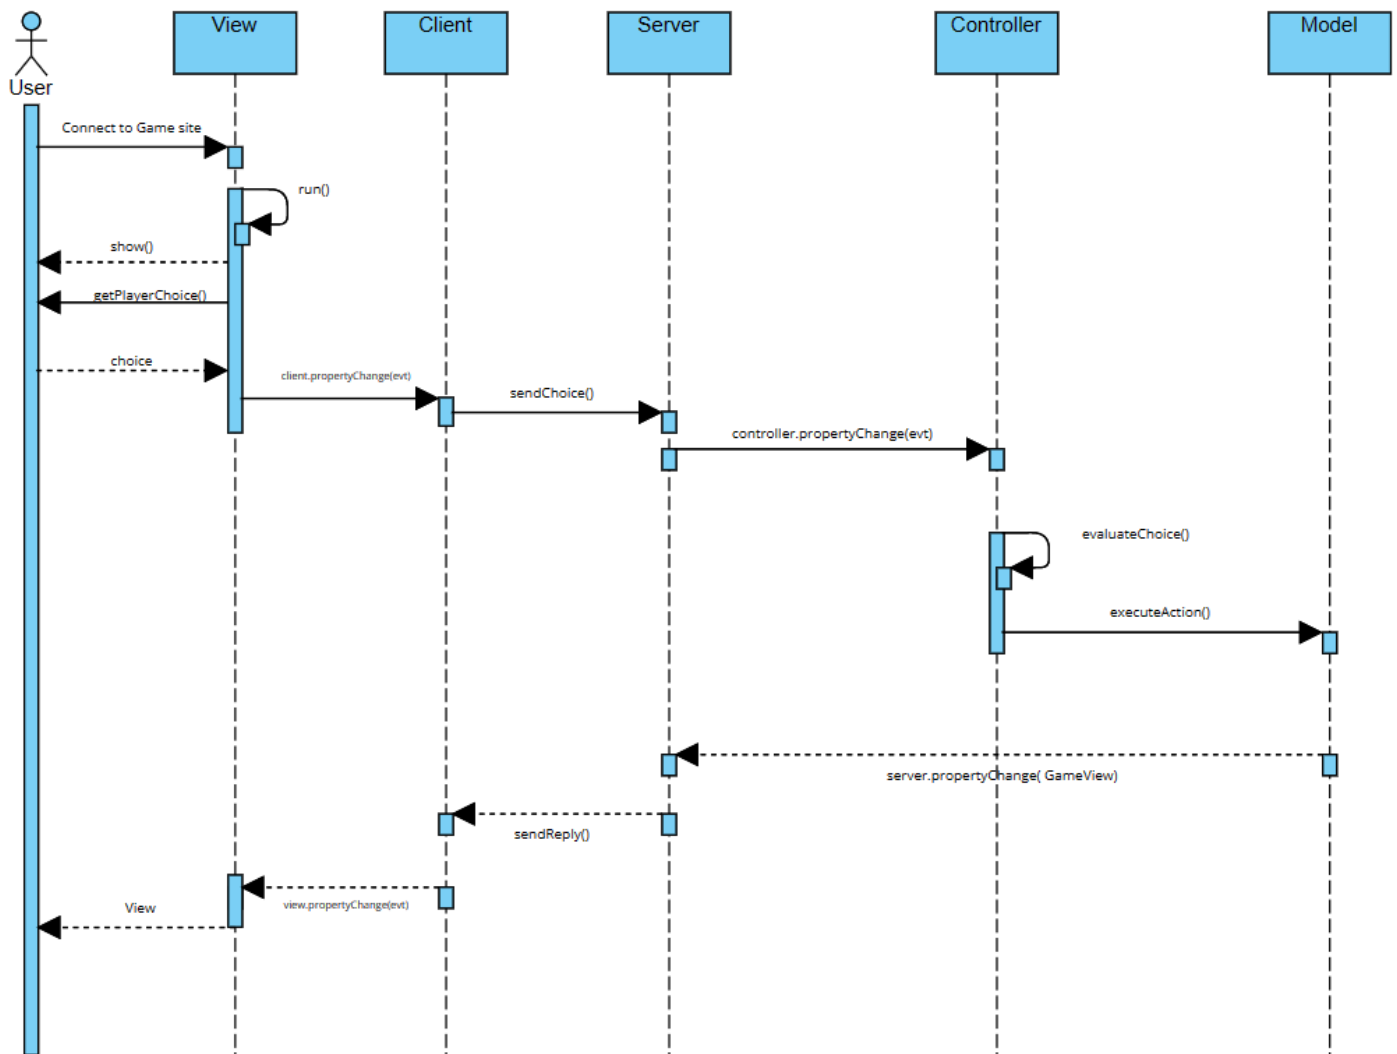 View
Client
Server
Controller
Model
User
Connect to Game site
run()
show()
getPlayerChoice()
choice
client.propertyChange(evt)
sendChoice()
controller.propertyChange(evt)
evaluateChoice()
executeAction()
server.propertyChange( GameView)
sendReply()
view.propertyChange(evt)
View